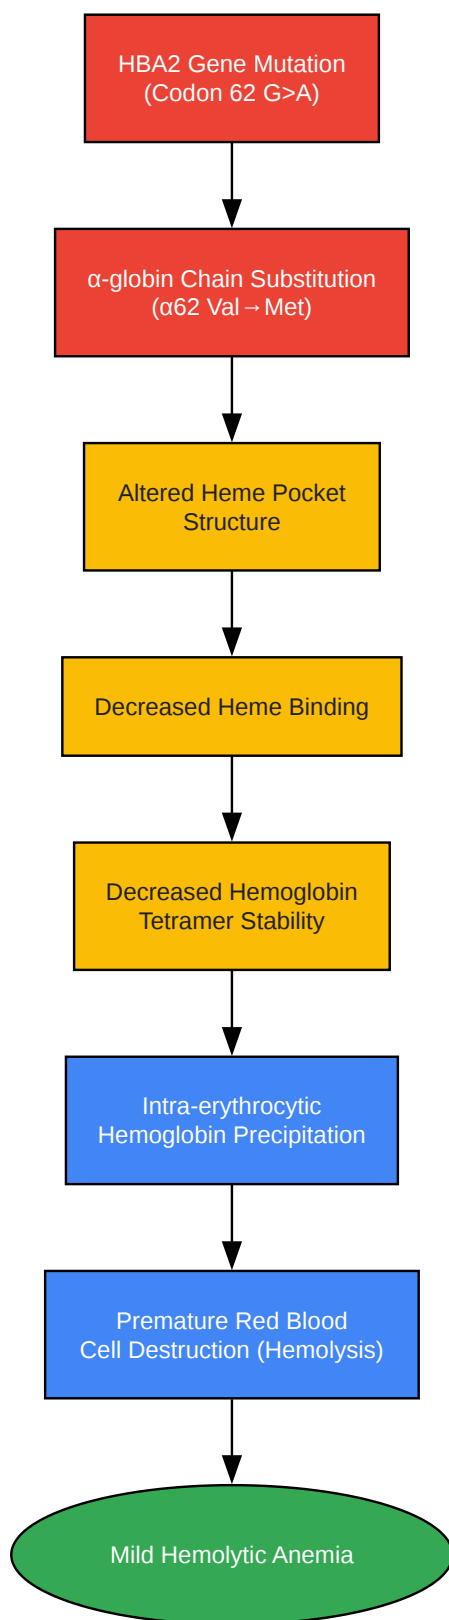 HBA2 Gene Mutation
(Codon 62 G>A)
α-globin Chain Substitution
(α62 Val→Met)
Altered Heme Pocket
Structure
Decreased Heme Binding
Decreased Hemoglobin
Tetramer Stability
Intra-erythrocytic
Hemoglobin Precipitation
Premature Red Blood
Cell Destruction (Hemolysis)
Mild Hemolytic Anemia